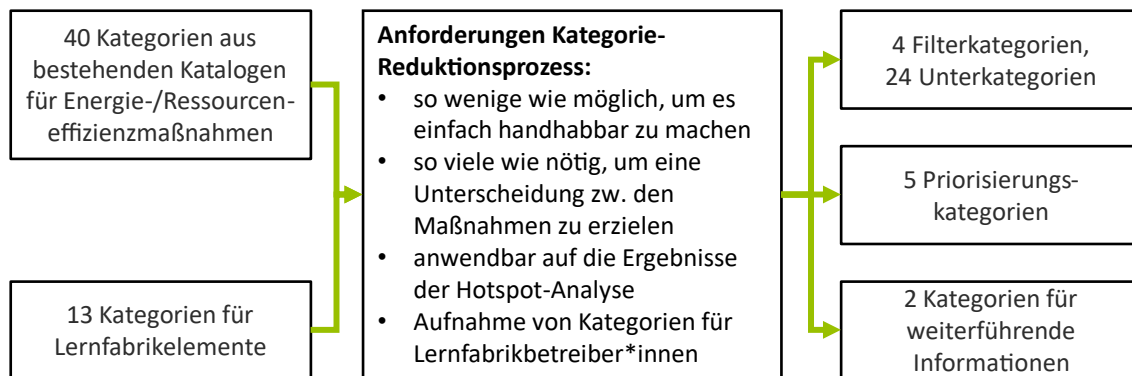 40 Kategorien aus
bestehenden Katalogen
für Energie-/Ressourcen-
effizienzmaßnahmen
13 Kategorien für
Lernfabrikelemente
Anforderungen Kategorie-
Reduktionsprozess:
• so wenige wie möglich, um es
einfach handhabbar zu machen
• so viele wie nötig, um eine
Unterscheidung zw. den
Maßnahmen zu erzielen
• anwendbar auf die Ergebnisse
der Hotspot-Analyse
• Aufnahme von Kategorien für
Lernfabrikbetreiber*innen
4 Filterkategorien,
24 Unterkategorien
5 Priorisierungs-
kategorien
2 Kategorien für
weiterführende
Informationen